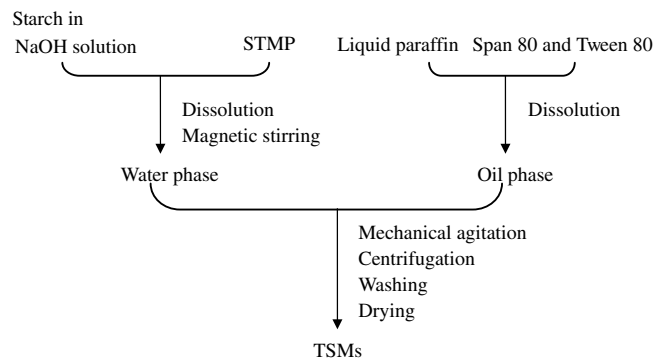 Starch in
NaOH solution
STMP
Liquid paraffin
Span 80 and Tween 80
Dissolution
Magnetic stirring
Dissolution
Water phase
Oil phase
Mechanical agitation
Centrifugation
Washing
Drying
TSMs